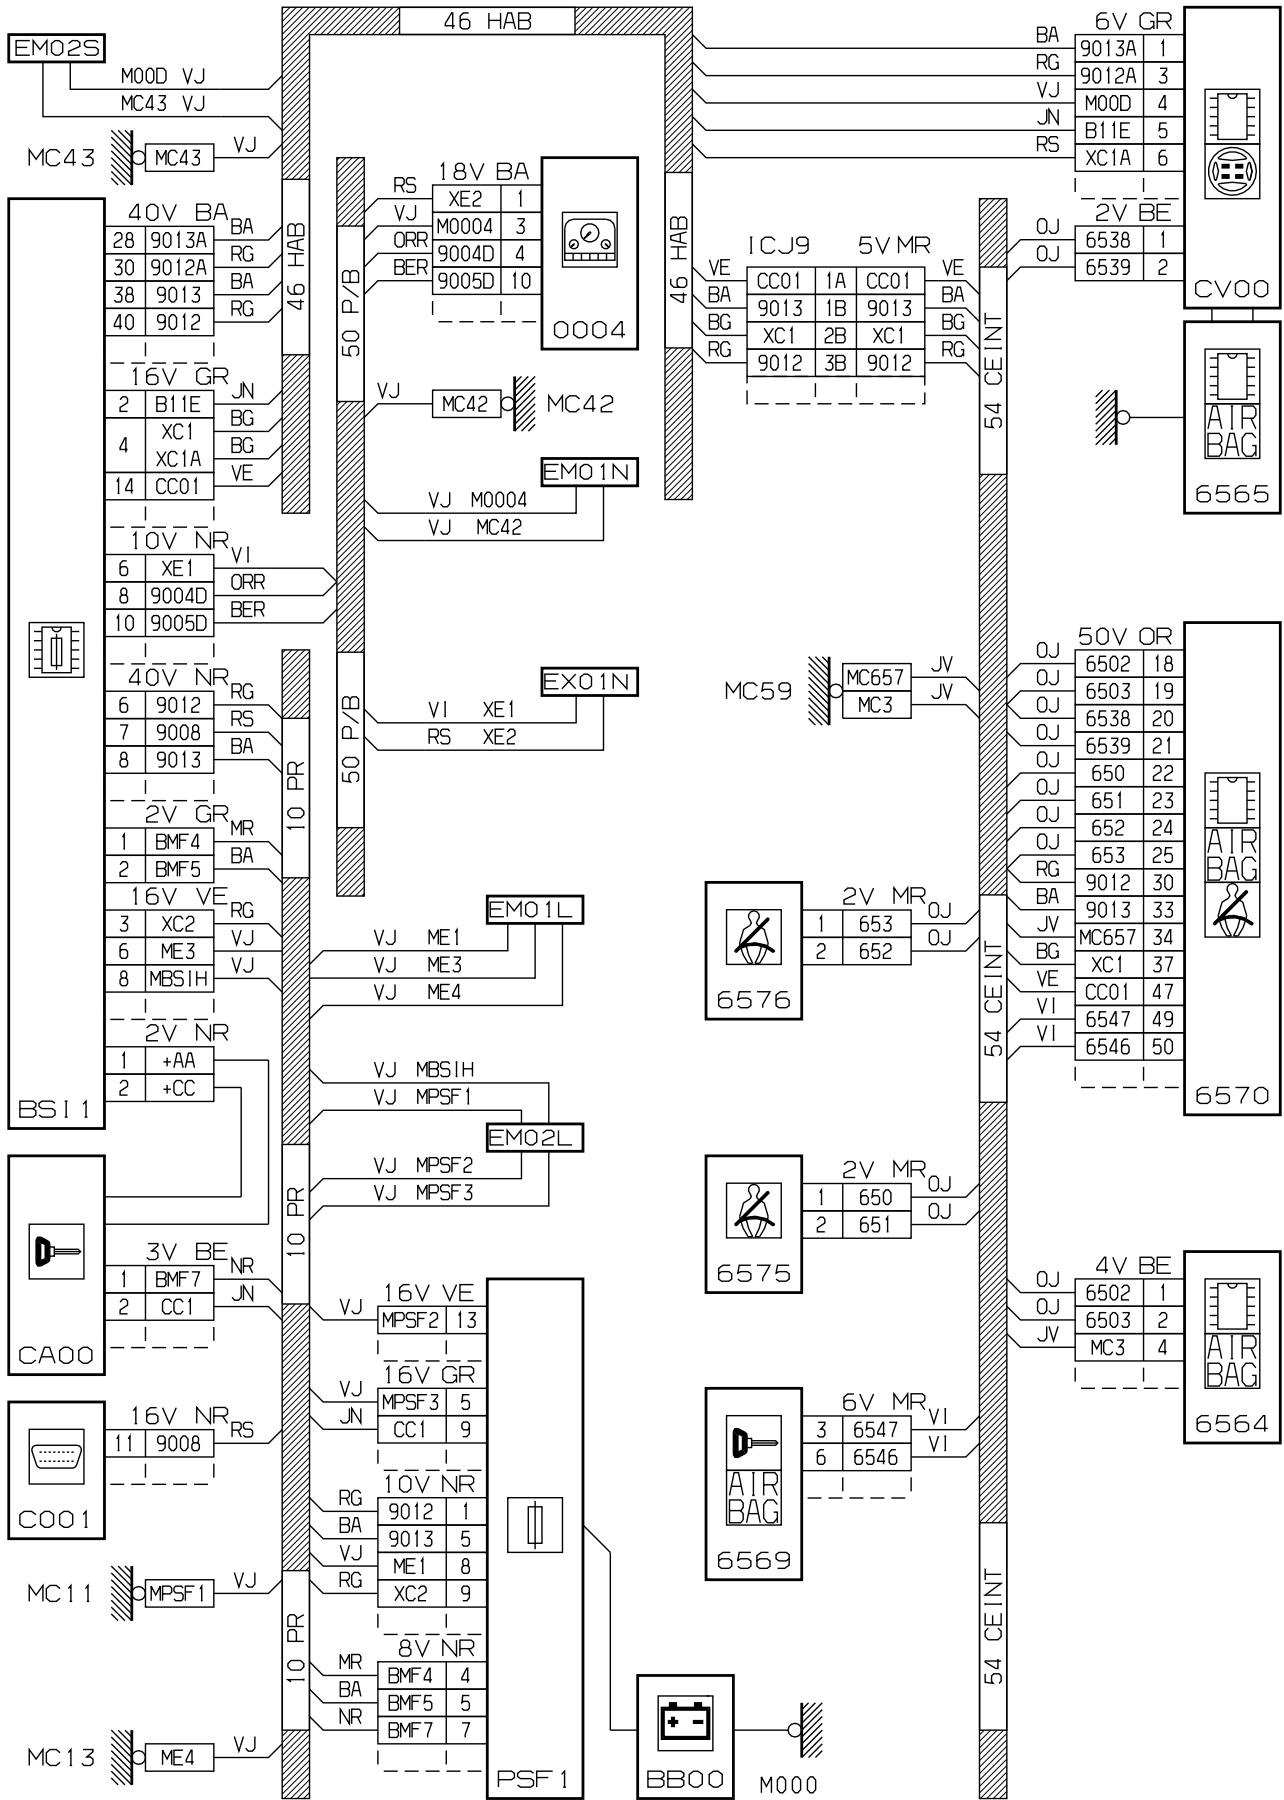 46 HAB
EM02S
M00D VJ
MC43 VJ
MC43
MC43 VJ
BSI1
40V BA
28 9013A BA
30 9012A RG
38 9013 BA
40 9012 RG
16V GR
2 B11E JN
4 XC1 BG
XC1A BG
14 CC01 VE
10V NR
6 XE1 VI
8 9004D ORR
10 9005D BER
40V NR
6 9012 RG
7 9008 RS
8 9013 BA
2V GR
1 BMF4 MR
2 BMF5 BA
16V VE
3 XC2 RG
6 ME3 VJ
8 MBSIH VJ
2V NR
1 +AA
2 +CC
CA00
3V BE
1 BMF7 NR
2 CC1 JN
C001
16V NR
11 9008 RS
MC11
MPSF1 VJ
MC13
ME4 VJ
46 HAB
10 PR
10 PR
10 PR
50 P/B
50 P/B
18V BA
RS XE2 1
VJ M0004 3
ORR 9004D 4
BER 9005D 10
0004
VJ MC42
MC42
EM01N
VJ M0004
VJ MC42
EX01N
VI XE1
RS XE2
EM01L
VJ ME1
VJ ME3
VJ ME4
VJ MBSIH
VJ MPSF1
EM02L
VJ MPSF2
VJ MPSF3
16V VE
VJ MPSF2 13
16V GR
VJ MPSF3 5
JN CC1 9
10V NR
RG 9012 1
BA 9013 5
VJ ME1 8
RG XC2 9
8V NR
MR BMF4 4
BA BMF5 5
NR BMF7 7
PSF1
BB00
M000
46 HAB
ICJ9 5V MR
VE CC01 1A CC01 VE
BA 9013 1B 9013 BA
BG XC1 2B XC1 BG
RG 9012 3B 9012 RG
MC59
MC657 JV
MC3 JV
6576
2V MR
1 653 OJ
2 652 OJ
6575
2V MR
1 650 OJ
2 651 OJ
AIR
BAG
6569
6V MR
3 6547 VI
6 6546 VI
54 CEINT
54 CEINT
54 CEINT
6V GR
BA 9013A 1
RG 9012A 3
VJ M00D 4
JN B11E 5
RS XC1A 6
2V BE
OJ 6538 1
OJ 6539 2
CV00
AIR
BAG
6565
50V OR
OJ 6502 18
OJ 6503 19
OJ 6538 20
OJ 6539 21
OJ 650 22
OJ 651 23
OJ 652 24
OJ 653 25
RG 9012 30
BA 9013 33
JV MC657 34
BG XC1 37
VE CC01 47
VI 6547 49
VI 6546 50
AIR
BAG
6570
4V BE
OJ 6502 1
OJ 6503 2
JV MC3 4
AIR
BAG
6564